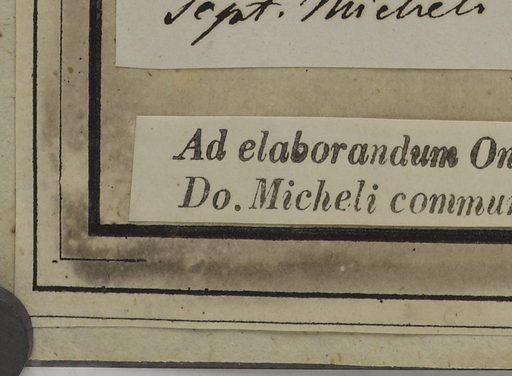 Sept. Micheli
Ad elaborandum On
Do. Micheli commun